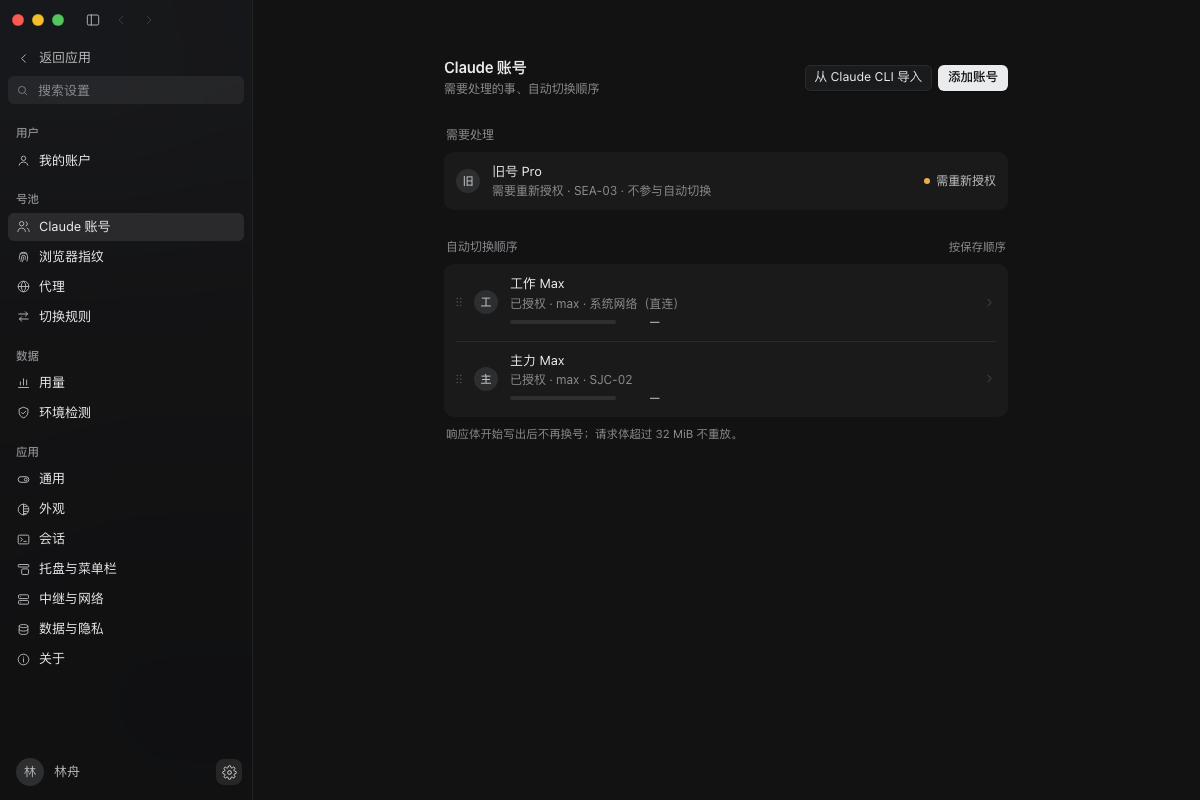 返回应用
搜索设置
用户
我的账户
号池
Claude 账号
浏览器指纹
代理
切换规则
数据
用量
环境检测
应用
通用
外观
会话
托盘与菜单栏
中继与网络
数据与隐私
关于
林 林舟
Claude 账号
需要处理的事、自动切换顺序
从 Claude CLI 导入
添加账号
需要处理
旧
旧号 Pro
需要重新授权 · SEA-03 · 不参与自动切换
需重新授权
自动切换顺序
按保存顺序
工
工作 Max
已授权 · max · 系统网络（直连）
—
主
主力 Max
已授权 · max · SJC-02
—
响应体开始写出后不再换号；请求体超过 32 MiB 不重放。